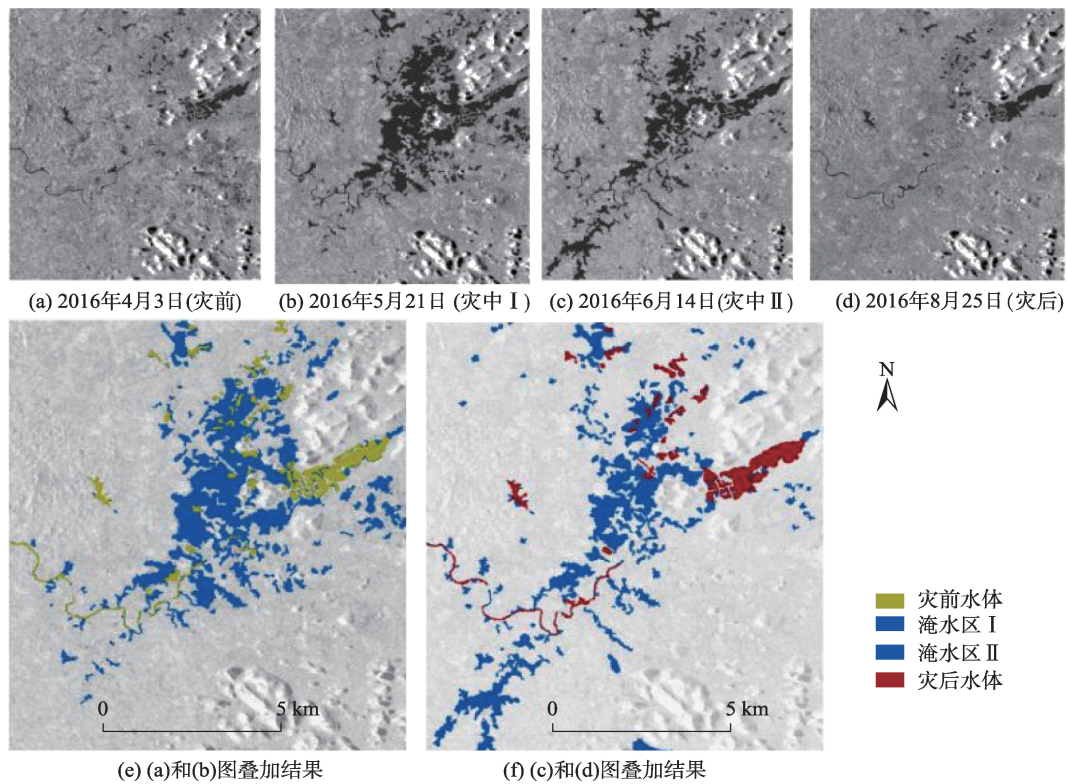 (a) 2016年4月3日(灾前)
(b) 2016年5月21日 (灾中Ⅰ)
(c) 2016年6月14日(灾中Ⅱ)
(d) 2016年8月25日 (灾后)
N
灾前水体
淹水区Ⅰ
淹水区Ⅱ
灾后水体
0 5 km
0 5 km
(e) (a)和(b)图叠加结果
(f) (c)和(d)图叠加结果